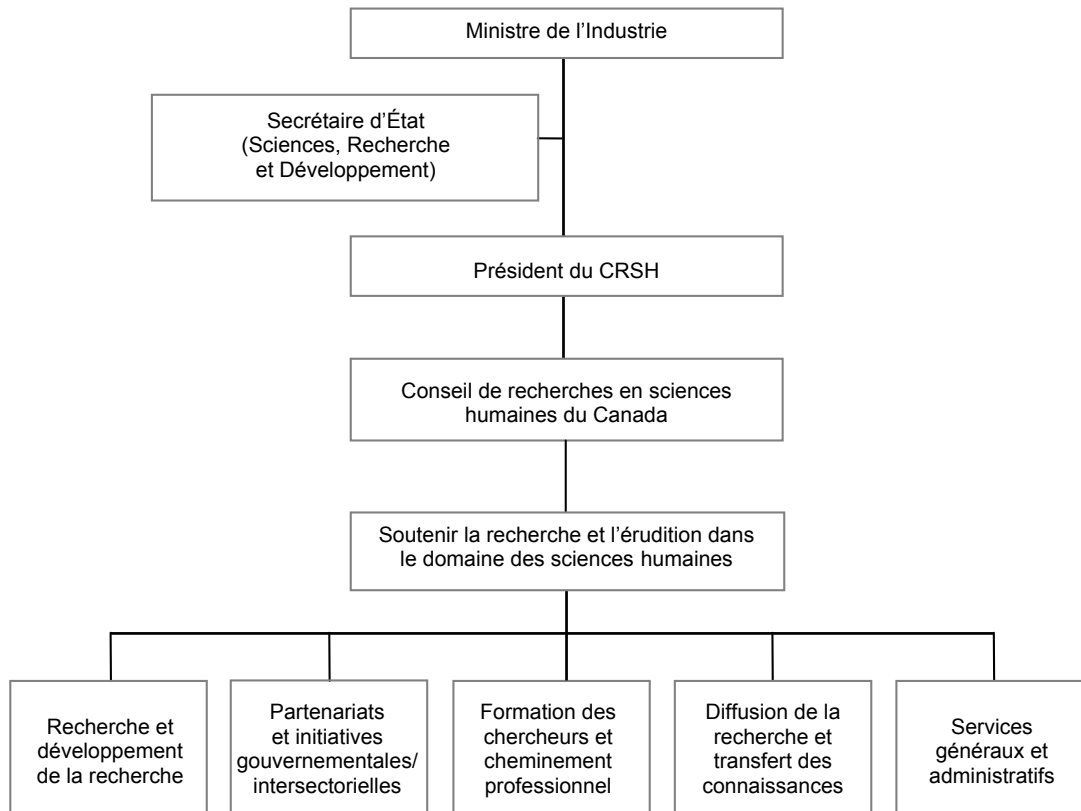 Ministre de l’Industrie
Secrétaire d’État
(Sciences, Recherche
et Développement)
Président du CRSH
Conseil de recherches en sciences
humaines du Canada
Soutenir la recherche et l’érudition dans
le domaine des sciences humaines
Recherche et
développement
de la recherche
Partenariats
et initiatives
gouvernementales/
intersectorielles
Formation des
chercheurs et
cheminement
professionnel
Diffusion de la
recherche et
transfert des
connaissances
Services
généraux et
administratifs